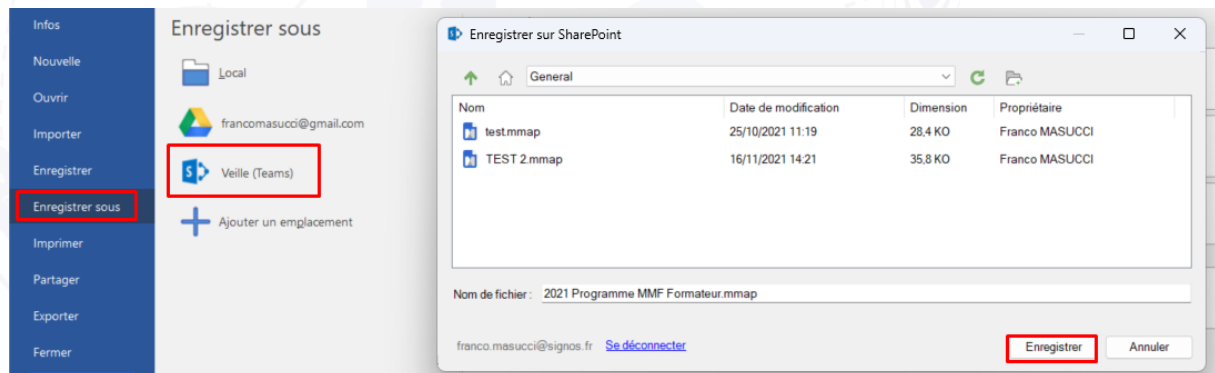 Infos
Nouvelle
Ouvrir
Importer
Enregistrer
Enregistrer sous
Imprimer
Partager
Exporter
Fermer
Enregistrer sous
Local
francomasucci@gmail.com
Veille (Teams)
Ajouter un emplacement
Enregistrer sur SharePoint
General
Nom Date de modification Dimension Propriétaire
test.mmap 25/10/2021 11:19 28,4 KO Franco MASUCCI
TEST 2.mmap 16/11/2021 14:21 35,8 KO Franco MASUCCI
Nom de fichier : 2021 Programme MMF Formateur.mmap
franco.masucci@signos.fr Se déconnecter
Enregistrer Annuler